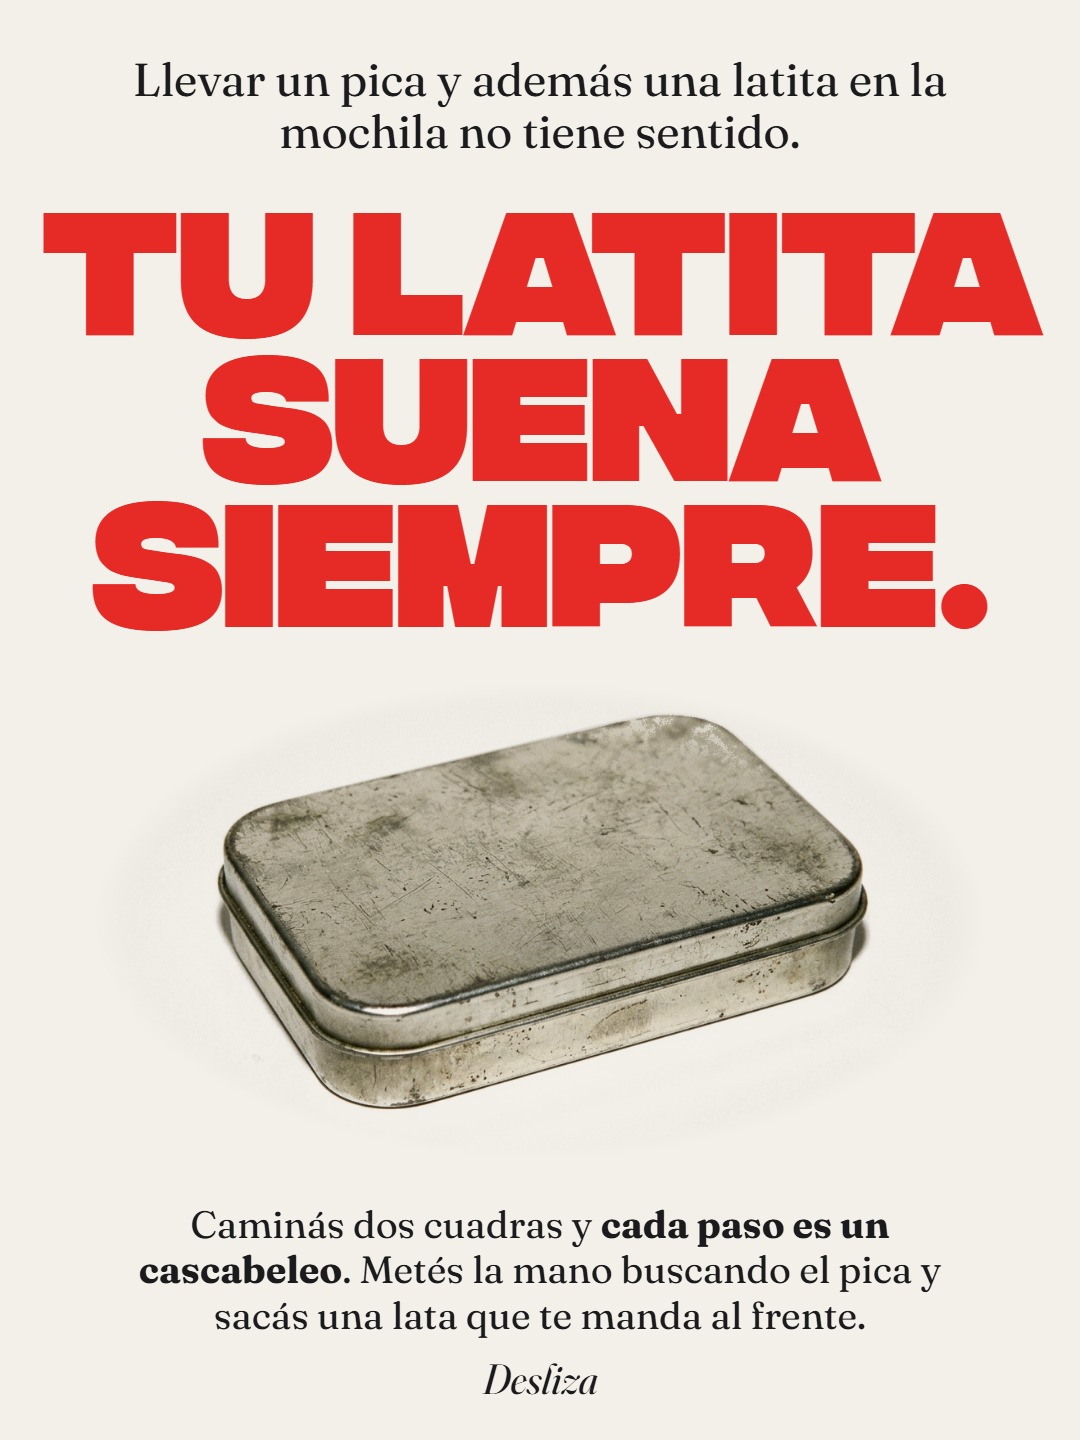 Llevar un pica y además una latita en la
mochila no tiene sentido.
TU LATITA
SUENA
SIEMPRE.
Caminás dos cuadras y cada paso es un
cascabeleo. Metés la mano buscando el pica y
sacás una lata que te manda al frente.
Desliza